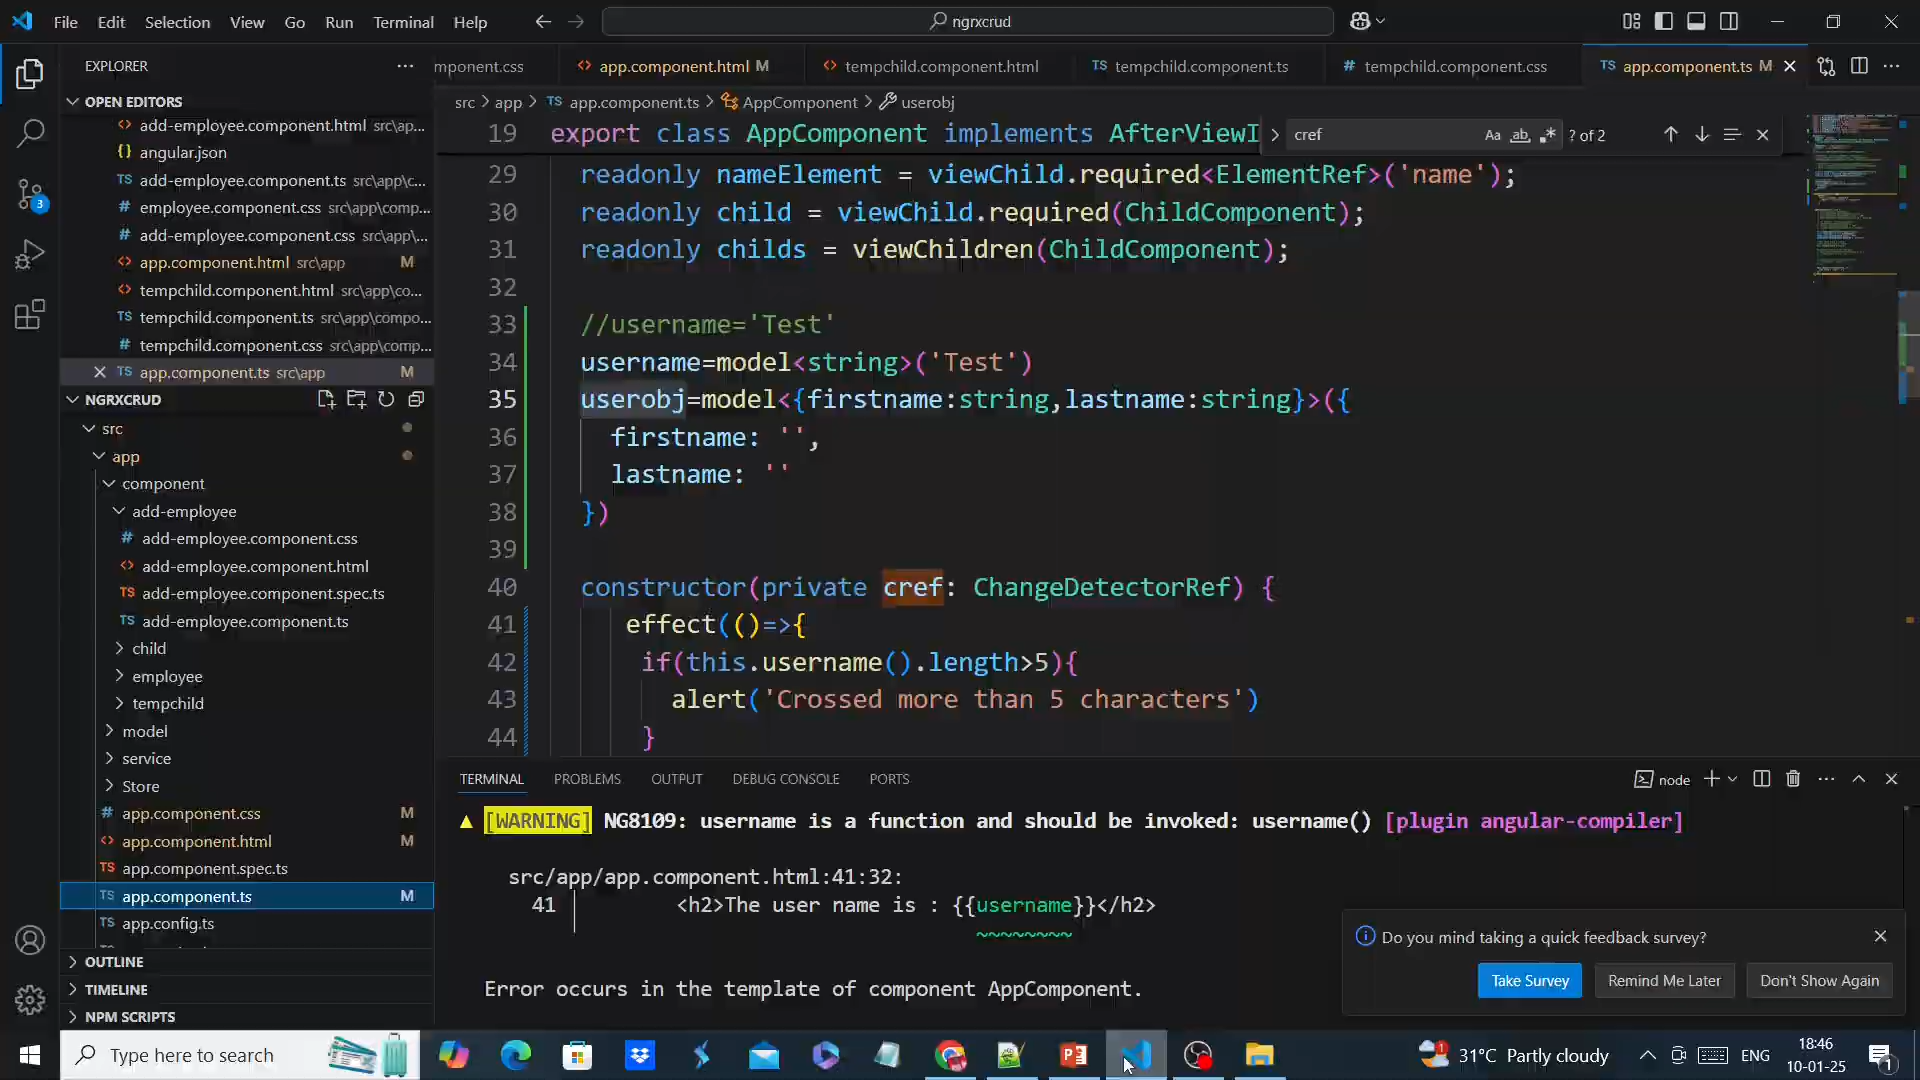 File Edit Selection View Go Run Terminal Help
ngrxcrud
EXPLORER
OPEN EDITORS
add-employee.component.html src\ap...
angular.json
add-employee.component.ts src\app\c...
employee.component.css src\app\comp...
add-employee.component.css src\app\...
app.component.html src\app M
tempchild.component.html src\app\co...
tempchild.component.ts src\app\compo...
tempchild.component.css src\app\comp...
app.component.ts src\app M
NGRXCRUD
src
app
component
add-employee
add-employee.component.css
add-employee.component.html
add-employee.component.spec.ts
add-employee.component.ts
child
employee
tempchild
model
service
Store
app.component.css M
app.component.html M
app.component.spec.ts
app.component.ts M
app.config.ts
OUTLINE
TIMELINE
NPM SCRIPTS
mponent.css app.component.html M tempchild.component.html tempchild.component.ts tempchild.component.css app.component.ts M
src > app > TS app.component.ts > AppComponent > userobj
cref Aa ab .* ? of 2
19 export class AppComponent implements AfterViewI
29 readonly nameElement = viewChild.required<ElementRef>('name');
30 readonly child = viewChild.required(ChildComponent);
31 readonly childs = viewChildren(ChildComponent);
32
33 //username='Test'
34 username=model<string>('Test')
35 userobj=model<{firstname:string,lastname:string}>({
36 firstname: '',
37 lastname: ''
38 })
39
40 constructor(private cref: ChangeDetectorRef) {
41 effect(()=>{
42 if(this.username().length>5){
43 alert('Crossed more than 5 characters')
44 }
TERMINAL PROBLEMS OUTPUT DEBUG CONSOLE PORTS
node
▲ [WARNING] NG8109: username is a function and should be invoked: username() [plugin angular-compiler]
src/app/app.component.html:41:32:
41 │ <h2>The user name is : {{username}}</h2>
~~~~~~~~
Error occurs in the template of component AppComponent.
Do you mind taking a quick feedback survey?
Take Survey Remind Me Later Don't Show Again
Type here to search
31°C Partly cloudy
ENG
18:46
10-01-25